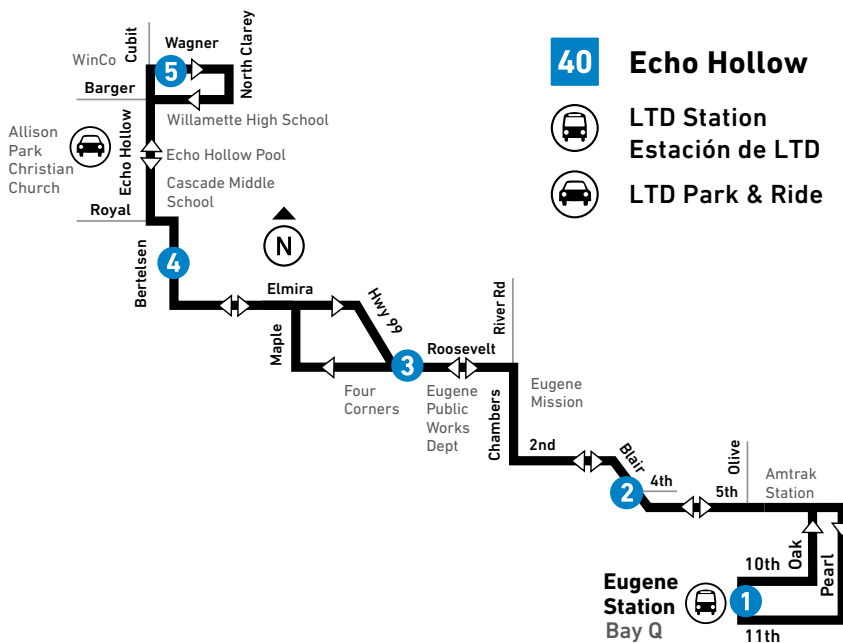 40 Echo Hollow
LTD Station
Estación de LTD
LTD Park & Ride
Cubit
Wagner
North Clarey
WinCo
5
Barger
Willamette High School
Allison
Park
Christian
Church
Echo Hollow
Echo Hollow Pool
Cascade Middle
School
Royal
N
Bertelsen
4
Elmira
Hwy 99
River Rd
Maple
3
Roosevelt
Four
Corners
Eugene
Public
Works
Dept
Chambers
Eugene
Mission
2nd
Blair
2
4th
Olive
5th
Amtrak
Station
10th
Oak
Pearl
Eugene
Station
Bay Q
1
11th